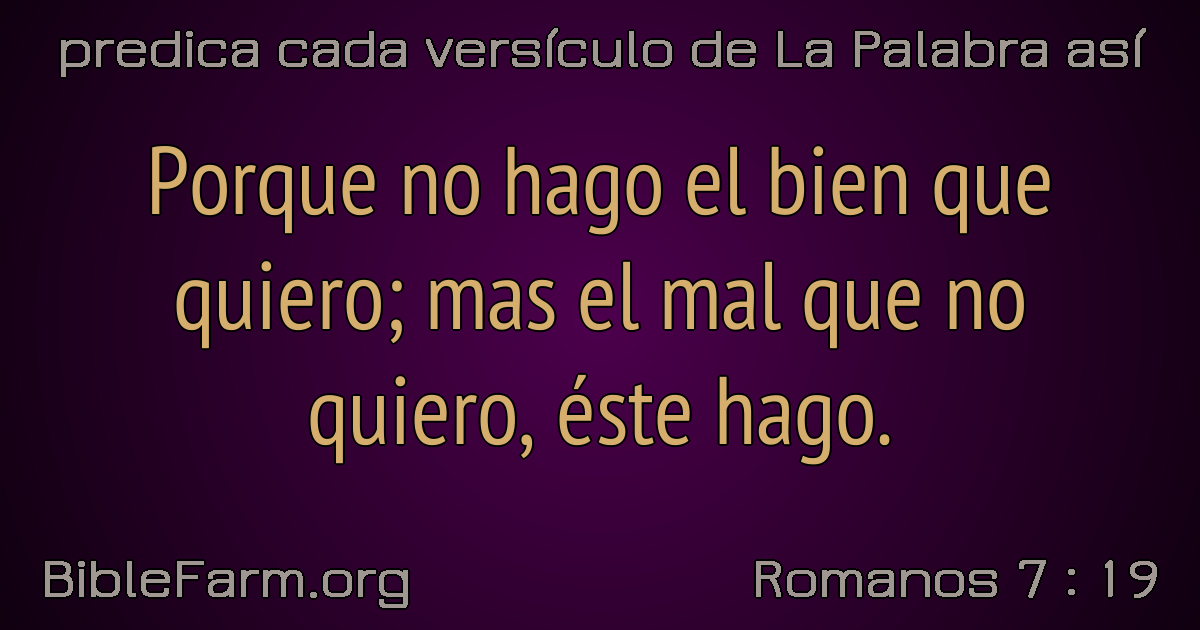 predica cada versículo de La Palabra así
Porque no hago el bien que
quiero; mas el mal que no
quiero, éste hago.
BibleFarm.org
Romanos 7 : 19